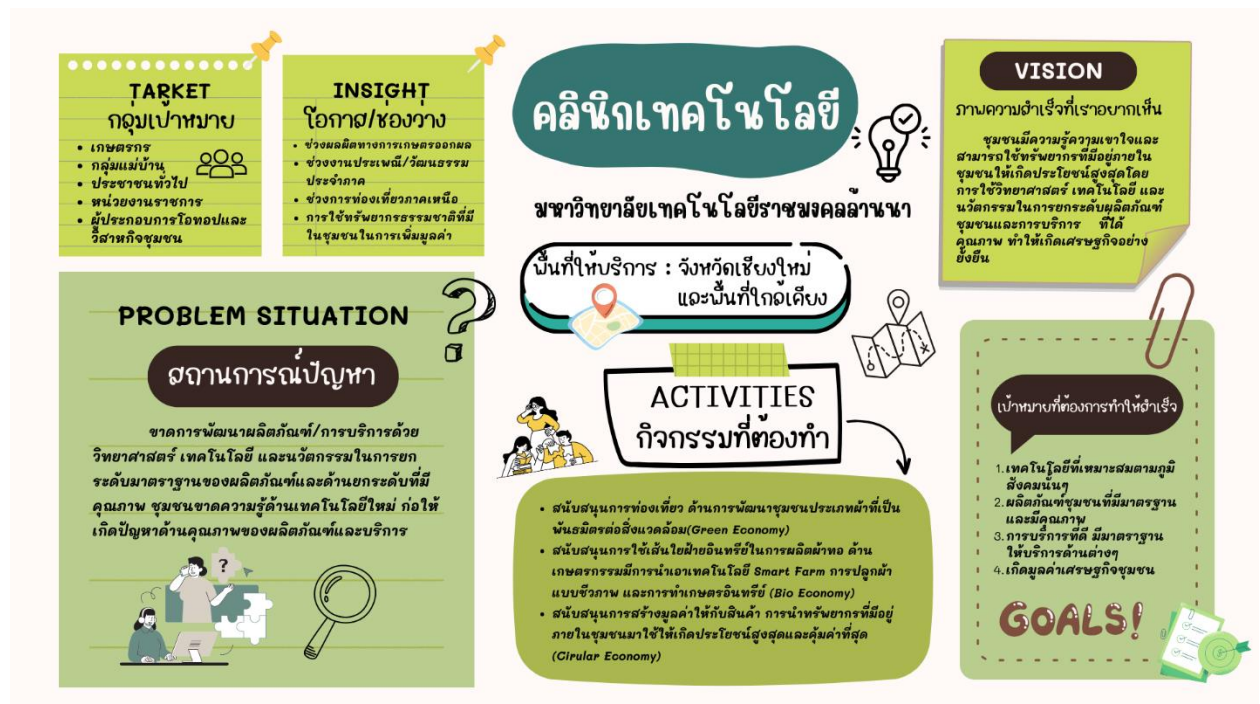 TARKET
กลุ่มเป้าหมาย
• เกษตรกร
• กลุ่มแม่บ้าน
• ประชาชนทั่วไป
• หน่วยงานราชการ
• ผู้ประกอบการโอทอปและ
วิสาหกิจชุมชน
INSIGHT
โอกาส/ช่องว่าง
• ช่วงผลผลิตทางการเกษตรออกผล
• ช่วงงานประเพณี/วัฒนธรรม
ประจำภาค
• ช่วงการท่องเที่ยวภาคเหนือ
• การใช้ทรัพยากรธรรมชาติที่มี
ในชุมชนในการเพิ่มมูลค่า
คลินิกเทคโนโลยี
มหาวิทยาลัยเทคโนโลยีราชมงคลล้านนา
พื้นที่ให้บริการ : จังหวัดเชียงใหม่
และพื้นที่ใกล้เคียง
VISION
ภาพความสำเร็จที่เราอยากเห็น
ชุมชนมีความรู้ความเขาใจและ
สามารถใช้ทรัพยากรที่มีอยู่ภายใน
ชุมชนให้เกิดประโยชน์สูงสุดโดย
การใช้วิทยาศาสตร์ เทคโนโลยี และ
นวัตกรรมในการยกระดับผลิตภัณฑ์
ชุมชนและการบริการ ที่ได้
คุณภาพ ทำให้เกิดเศรษฐกิจอย่าง
ยั่งยืน
PROBLEM SITUATION
?
สถานการณ์ปัญหา
ขาดการพัฒนาผลิตภัณฑ์/การบริการด้วย
วิทยาศาสตร์ เทคโนโลยี และนวัตกรรมในการยก
ระดับมาตราฐานของผลิตภัณฑ์และด้านยกระดับที่มี
คุณภาพ ชุมชนขาดความรู้ด้านเทคโนโลยีใหม่ ก่อให้
เกิดปัญหาด้านคุณภาพของผลิตภัณฑ์และบริการ
?
ACTIVITIES
กิจกรรมที่ต้องทำ
• สนับสนุนการท่องเที่ยว ด้านการพัฒนาชุมชนประเภทผ้าที่เป็น
พันธมิตรต่อสิ่งแวดล้อม(Green Economy)
• สนับสนุนการใช้เส้นใยฝ้ายอินทรีย์ในการผลิตผ้าทอ ด้าน
เกษตรกรรมมีการนำเอาเทคโนโลยี Smart Farm การปลูกผ้า
แบบชีวภาพ และการทำเกษตรอินทรีย์ (Bio Economy)
• สนับสนุนการสร้างมูลค่าให้กับสินค้า การนำทรัพยากรที่มีอยู่
ภายในชุมชนมาใช้ให้เกิดประโยชน์สูงสุดและคุ้มค่าที่สุด
(Cirular Economy)
เป้าหมายที่ต้องการทำให้สำเร็จ
1. เทคโนโลยีที่เหมาะสมตามภูมิ
สังคมนั้นๆ
2. ผลิตภัณฑ์ชุมชนที่มีมาตรฐาน
และมีคุณภาพ
3. การบริการที่ดี มีมาตราฐาน
ให้บริการด้านต่างๆ
4. เกิดมูลค่าเศรษฐกิจชุมชน
GOALS!